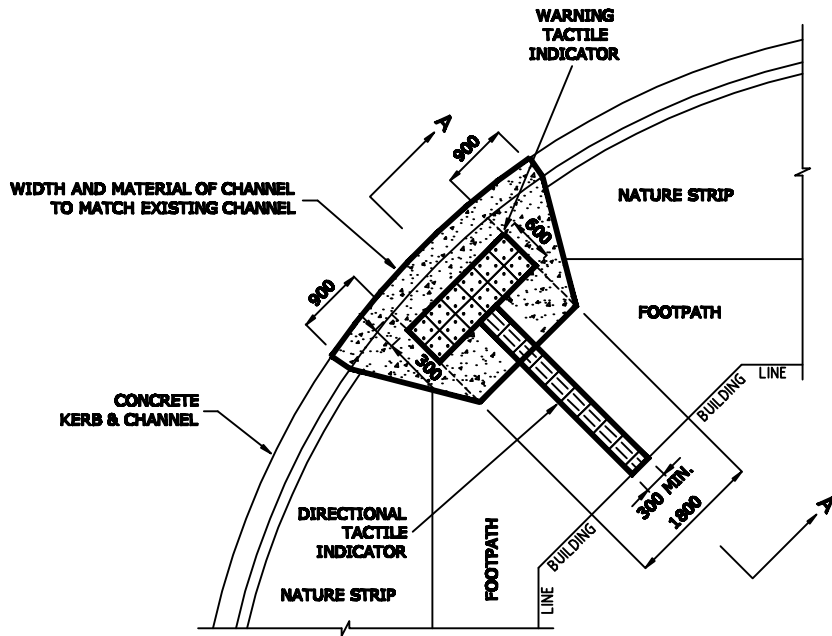 WARNING
TACTILE
INDICATOR
A
900
WIDTH AND MATERIAL OF CHANNEL
TO MATCH EXISTING CHANNEL
NATURE STRIP
600
900
FOOTPATH
300
BUILDING LINE
CONCRETE
KERB & CHANNEL
300 MIN.
1800
A
DIRECTIONAL
TACTILE
INDICATOR
FOOTPATH
BUILDING
LINE
NATURE STRIP